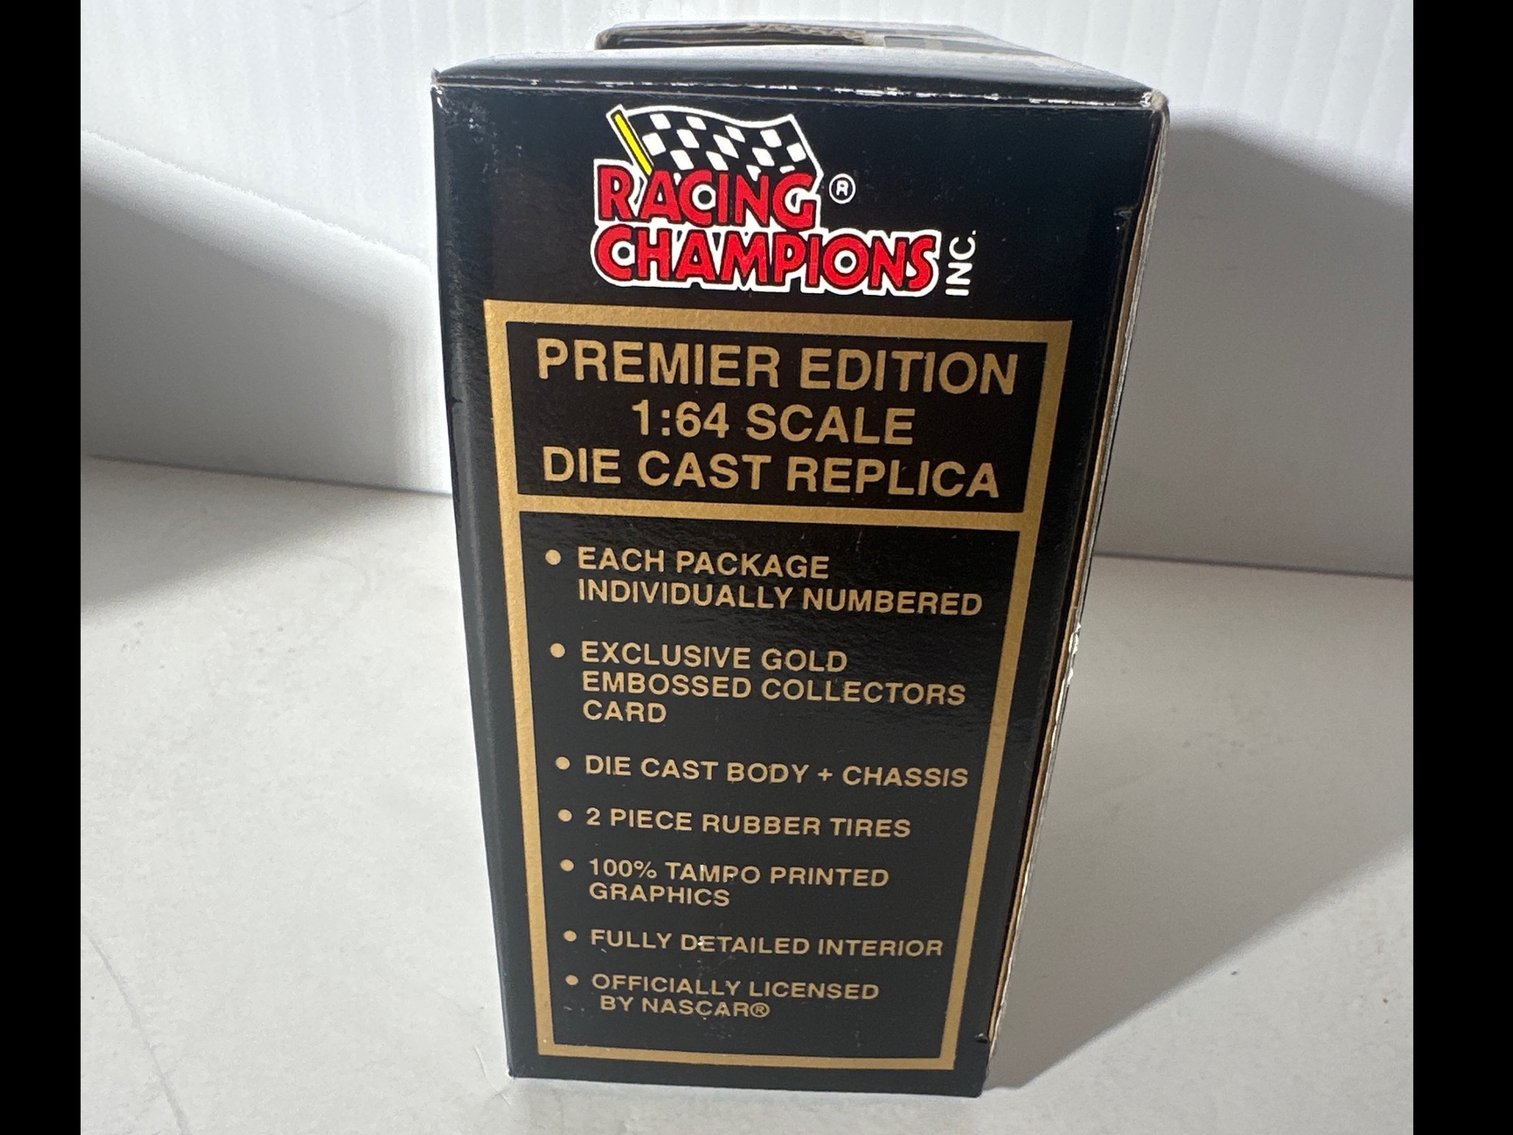 RACING ®
CHAMPIONS INC.
PREMIER EDITION
1:64 SCALE
DIE CAST REPLICA
• EACH PACKAGE
INDIVIDUALLY NUMBERED
• EXCLUSIVE GOLD
EMBOSSED COLLECTORS
CARD
• DIE CAST BODY + CHASSIS
• 2 PIECE RUBBER TIRES
• 100% TAMPO PRINTED
GRAPHICS
• FULLY DETAILED INTERIOR
• OFFICIALLY LICENSED
BY NASCAR®